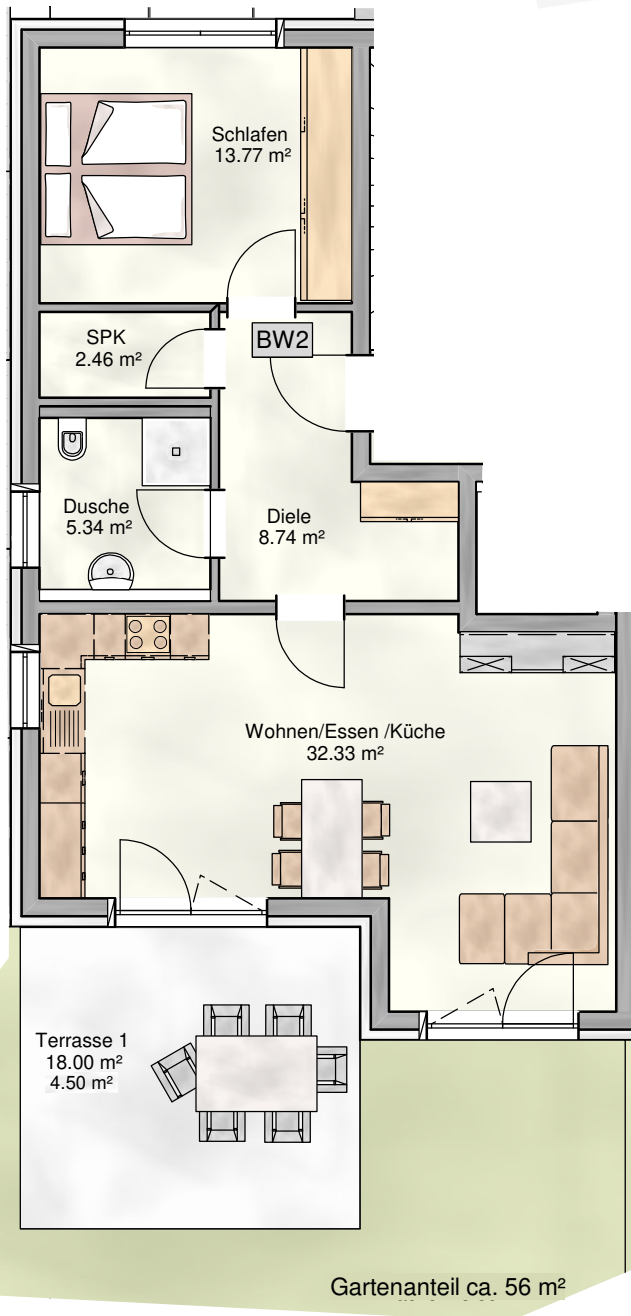 Schlafen
13.77 m²
SPK
2.46 m²
BW2
Dusche
5.34 m²
Diele
8.74 m²
Wohnen/Essen /Küche
32.33 m²
Terrasse 1
18.00 m²
4.50 m²
Gartenanteil ca. 56 m²